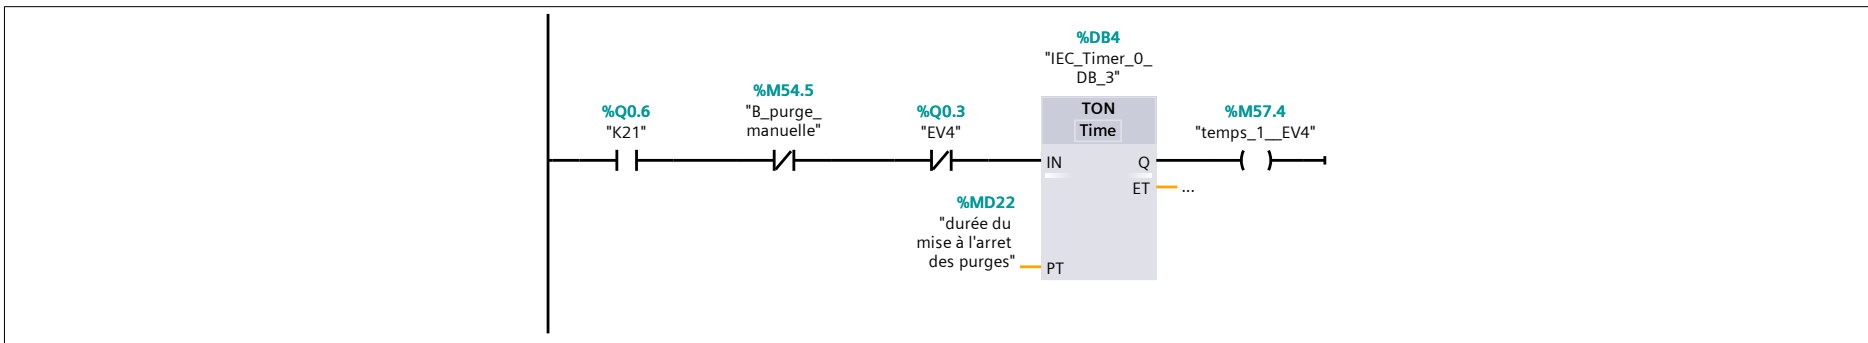 %DB4
"IEC_Timer_0_
DB_3"
%Q0.6
"K21"
%M54.5
"B_purge_
manuelle"
%Q0.3
"EV4"
TON
Time
%M57.4
"temps_1__EV4"
IN
Q
ET
...
%MD22
"durée du
mise à l'arret
des purges"
PT